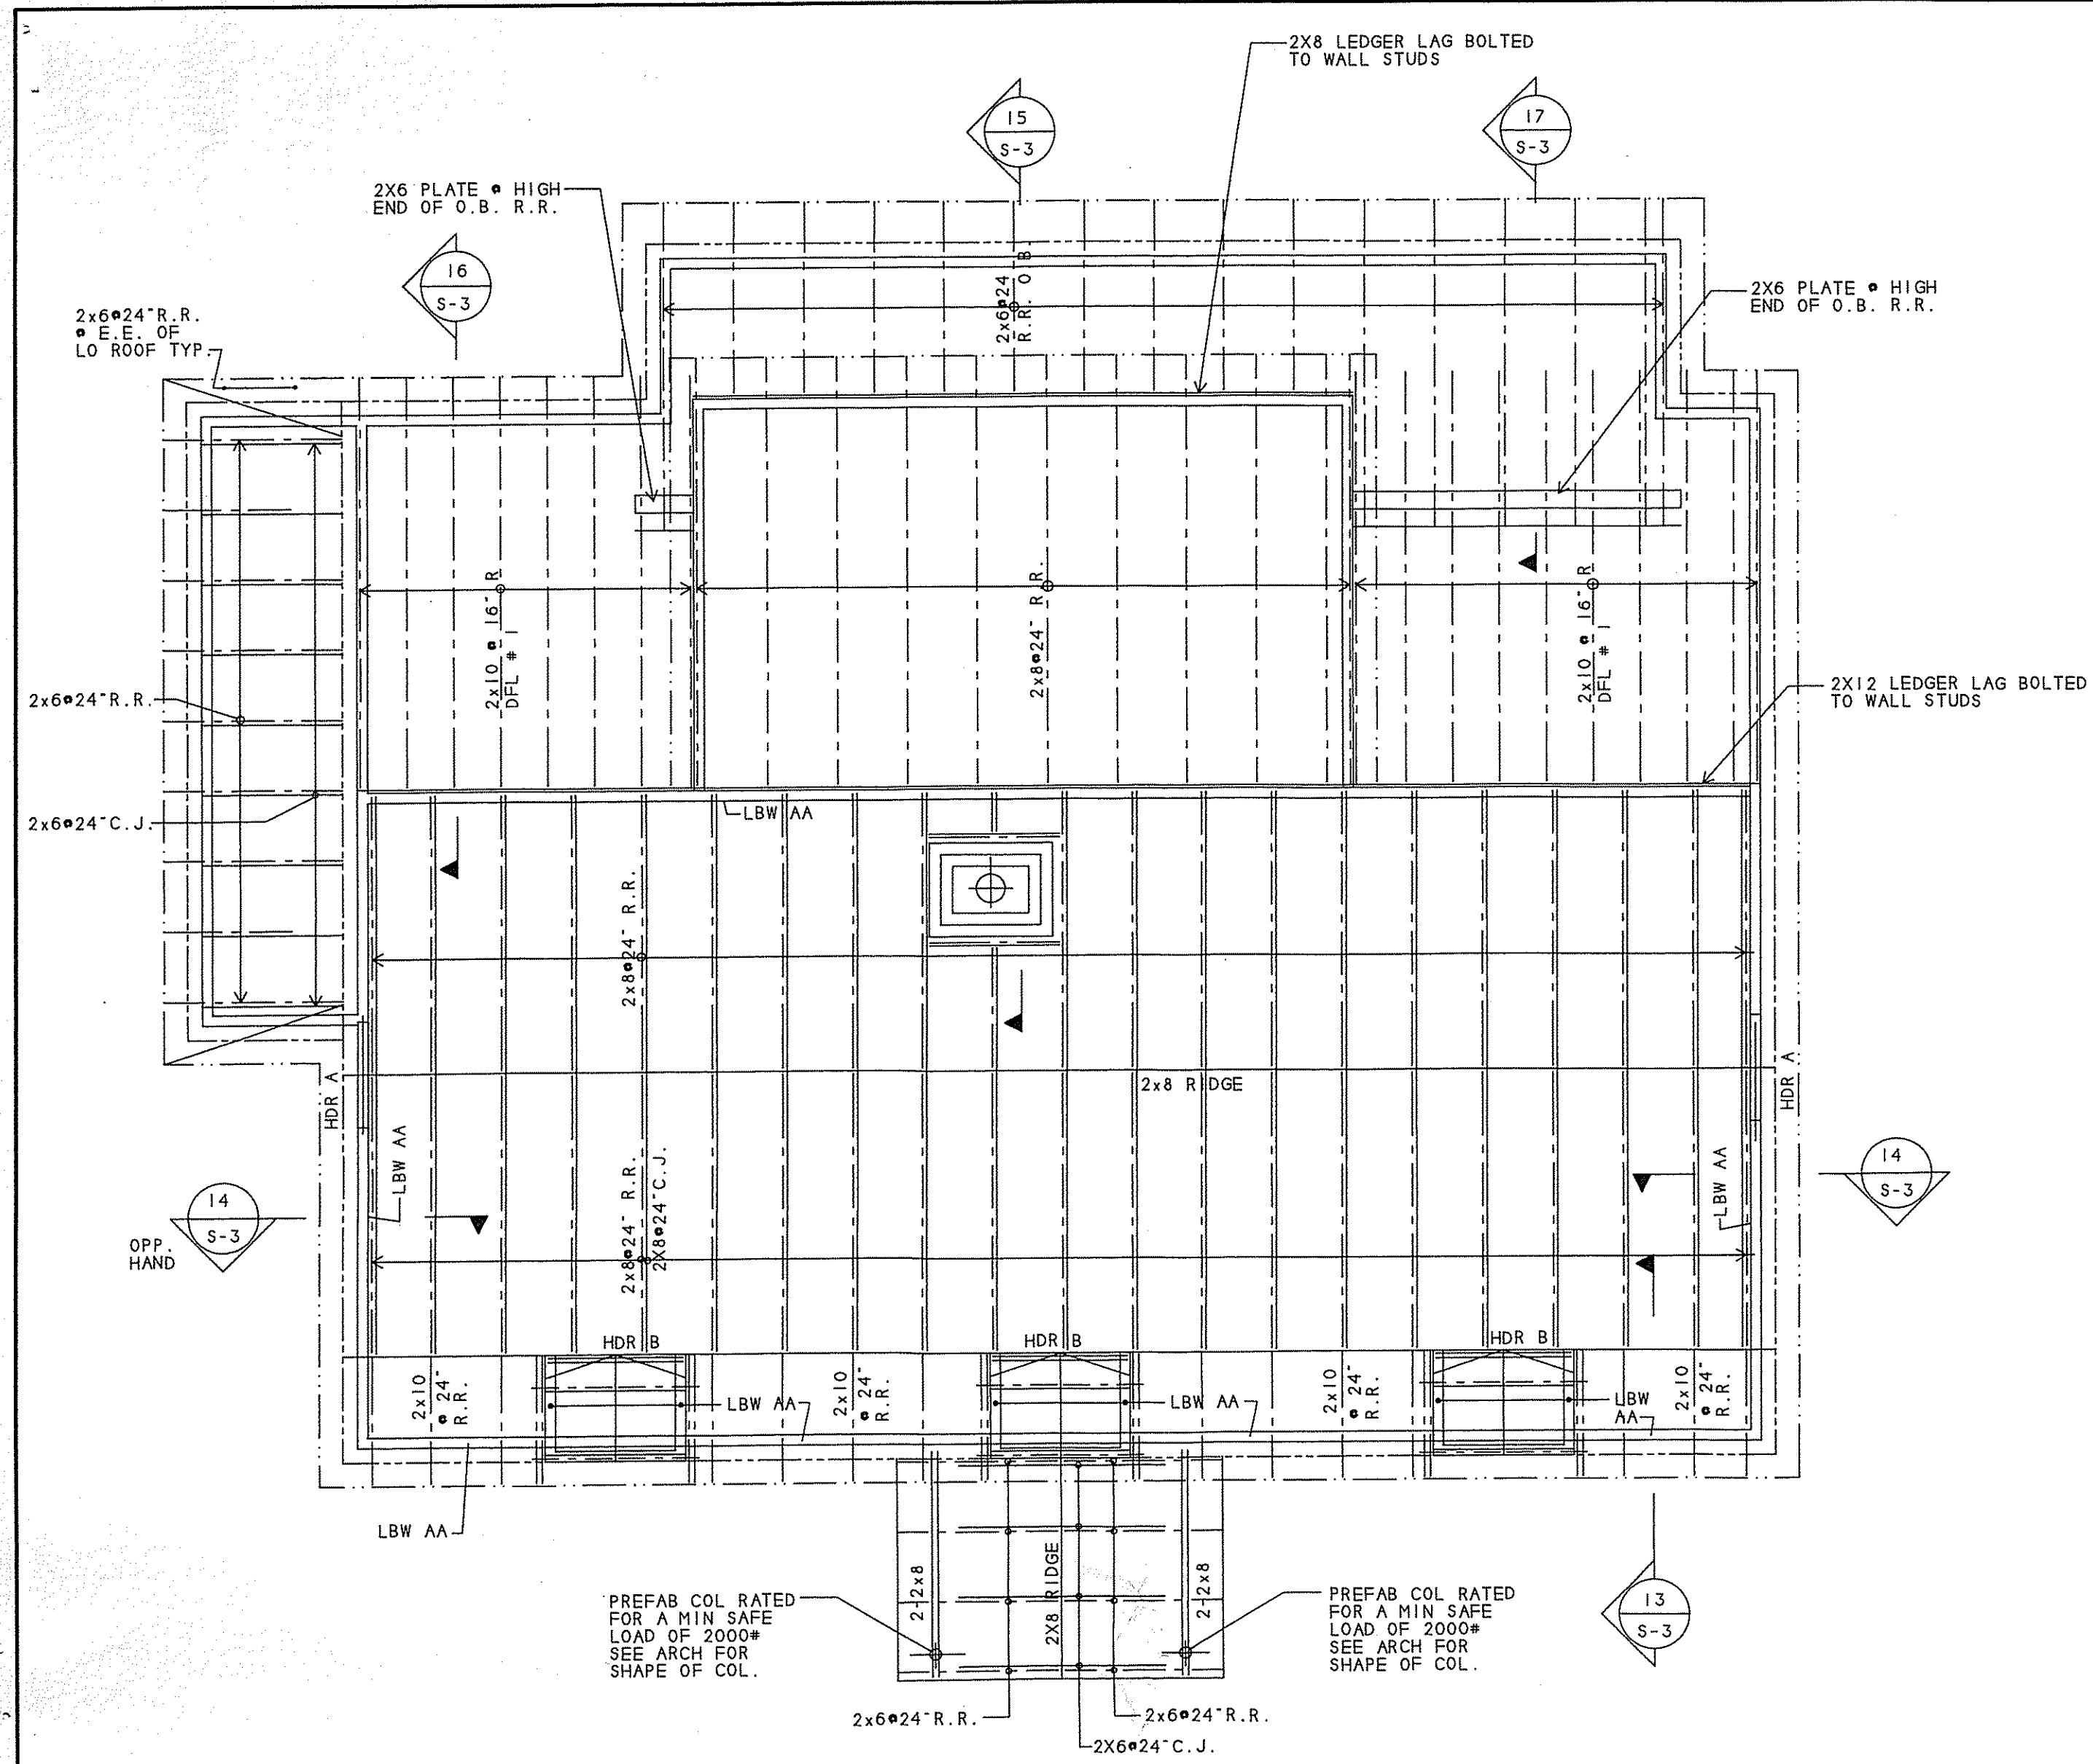 2X8 LEDGER LAG BOLTED
TO WALL STUDS
15
S-3
17
S-3
2X6 PLATE @ HIGH
END OF O.B. R.R.
16
S-3
2x6@24"R.R.
@ E.E. OF
LO ROOF TYP.
2x6@24
R.R. O B
2X6 PLATE @ HIGH
END OF O.B. R.R.
2x10 @ 16" R
DFL # 1
2x8@24" R.R.
2x10 @ 16" R
DFL # 1
2x6@24"R.R.
2X12 LEDGER LAG BOLTED
TO WALL STUDS
2x6@24"C.J.
LBW AA
2x8@24" R.R.
HDR A
2x8 RIDGE
HDR A
LBW AA
2x8@24" R.R.
2X8@24"C.J.
LBW AA
14
S-3
14
S-3
OPP.
HAND
HDR B
HDR B
HDR B
2x10
@ 24"
R.R.
LBW AA
2x10
@ 24"
R.R.
LBW AA
2x10
@ 24"
R.R.
LBW
AA
2x10
@ 24"
R.R.
LBW AA
2-2x8
2X8 RIDGE
2-2x8
PREFAB COL RATED
FOR A MIN SAFE
LOAD OF 2000#
SEE ARCH FOR
SHAPE OF COL.
PREFAB COL RATED
FOR A MIN SAFE
LOAD OF 2000#
SEE ARCH FOR
SHAPE OF COL.
13
S-3
2x6@24"R.R.
2x6@24"R.R.
2X6@24"C.J.